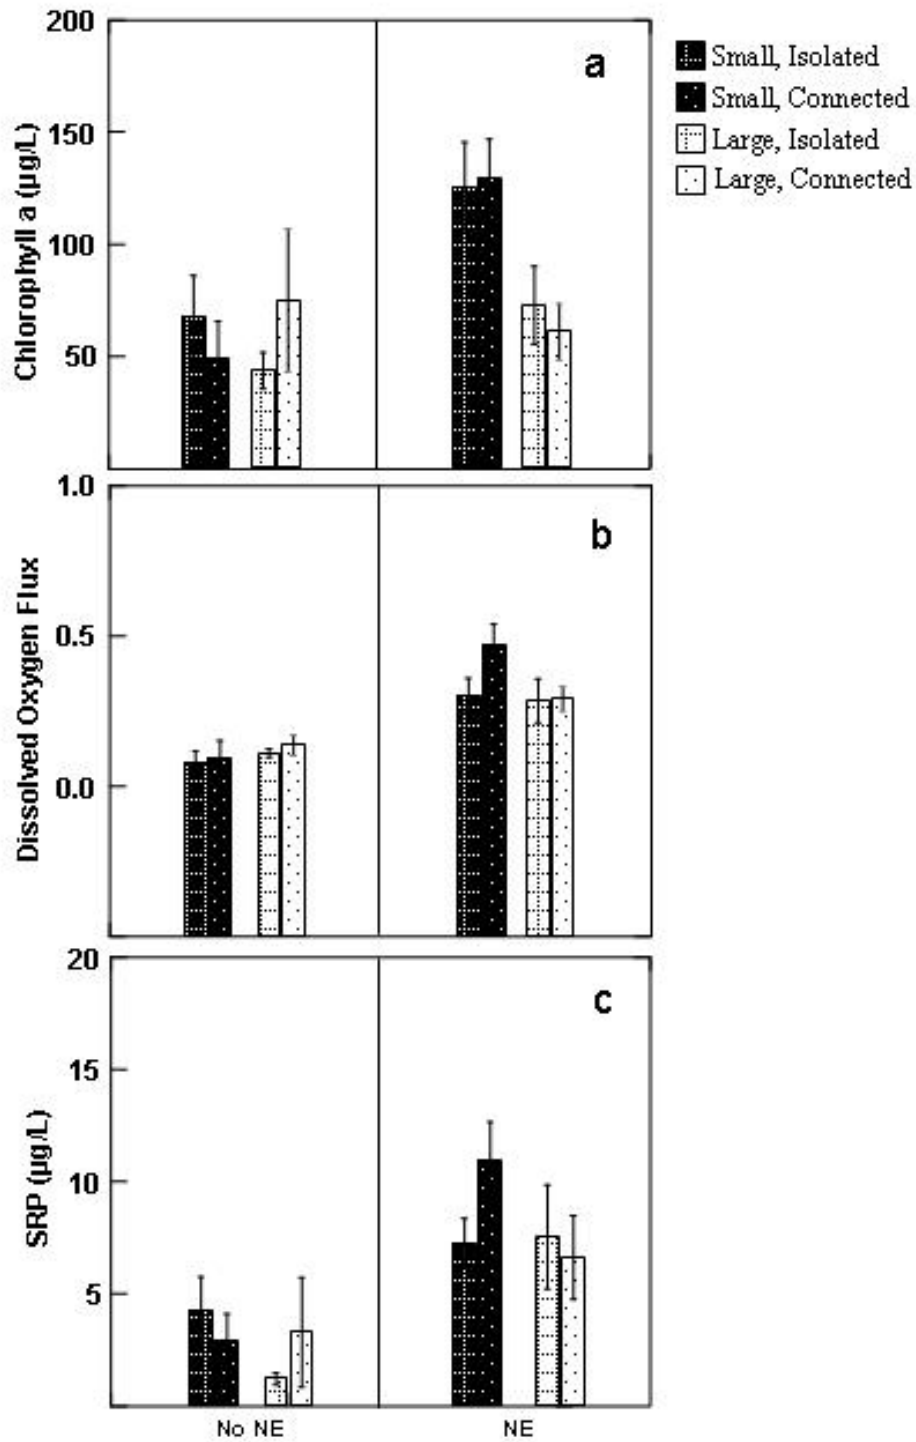 200
150
100
50
Chlorophyll a (µg/L)
a
Small, Isolated
Small, Connected
Large, Isolated
Large, Connected
1.0
0.5
0.0
Dissolved Oxygen Flux
b
20
15
10
5
SRP (µg/L)
c
No NE
NE